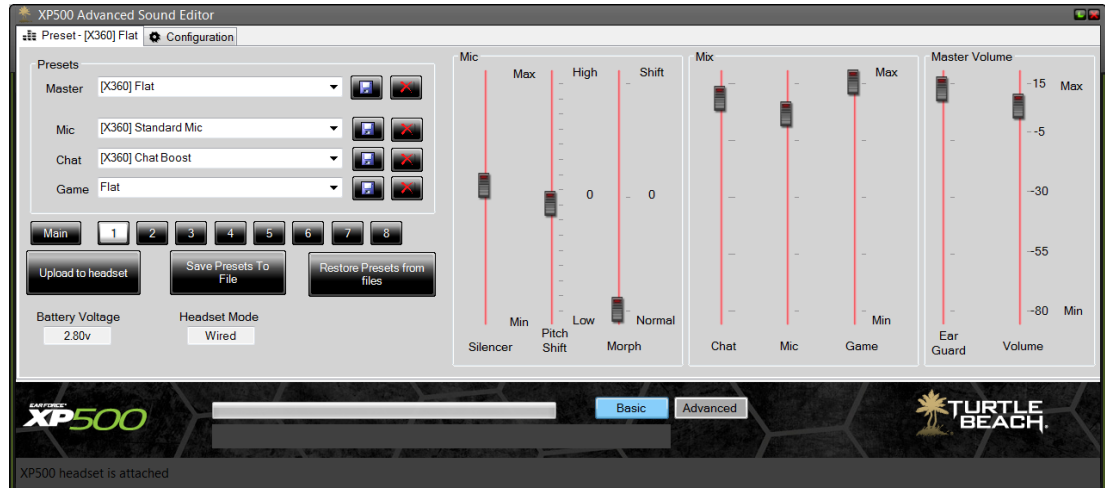 XP500 Advanced Sound Editor
Preset - [X360] Flat
Configuration
Presets
Master
[X360] Flat
Mic
[X360] Standard Mic
Chat
[X360] Chat Boost
Game
Flat
Main
1
2
3
4
5
6
7
8
Upload to headset
Save Presets To
File
Restore Presets from
files
Battery Voltage
2.80v
Headset Mode
Wired
Mic
Max
High
Shift
0
0
Min
Low
Normal
Silencer
Pitch
Shift
Morph
Mix
Max
Min
Chat
Mic
Game
Master Volume
-15
Max
-5
-30
-55
-80
Min
Ear
Guard
Volume
EAR FORCE
XP500
Basic
Advanced
TURTLE
BEACH.
XP500 headset is attached